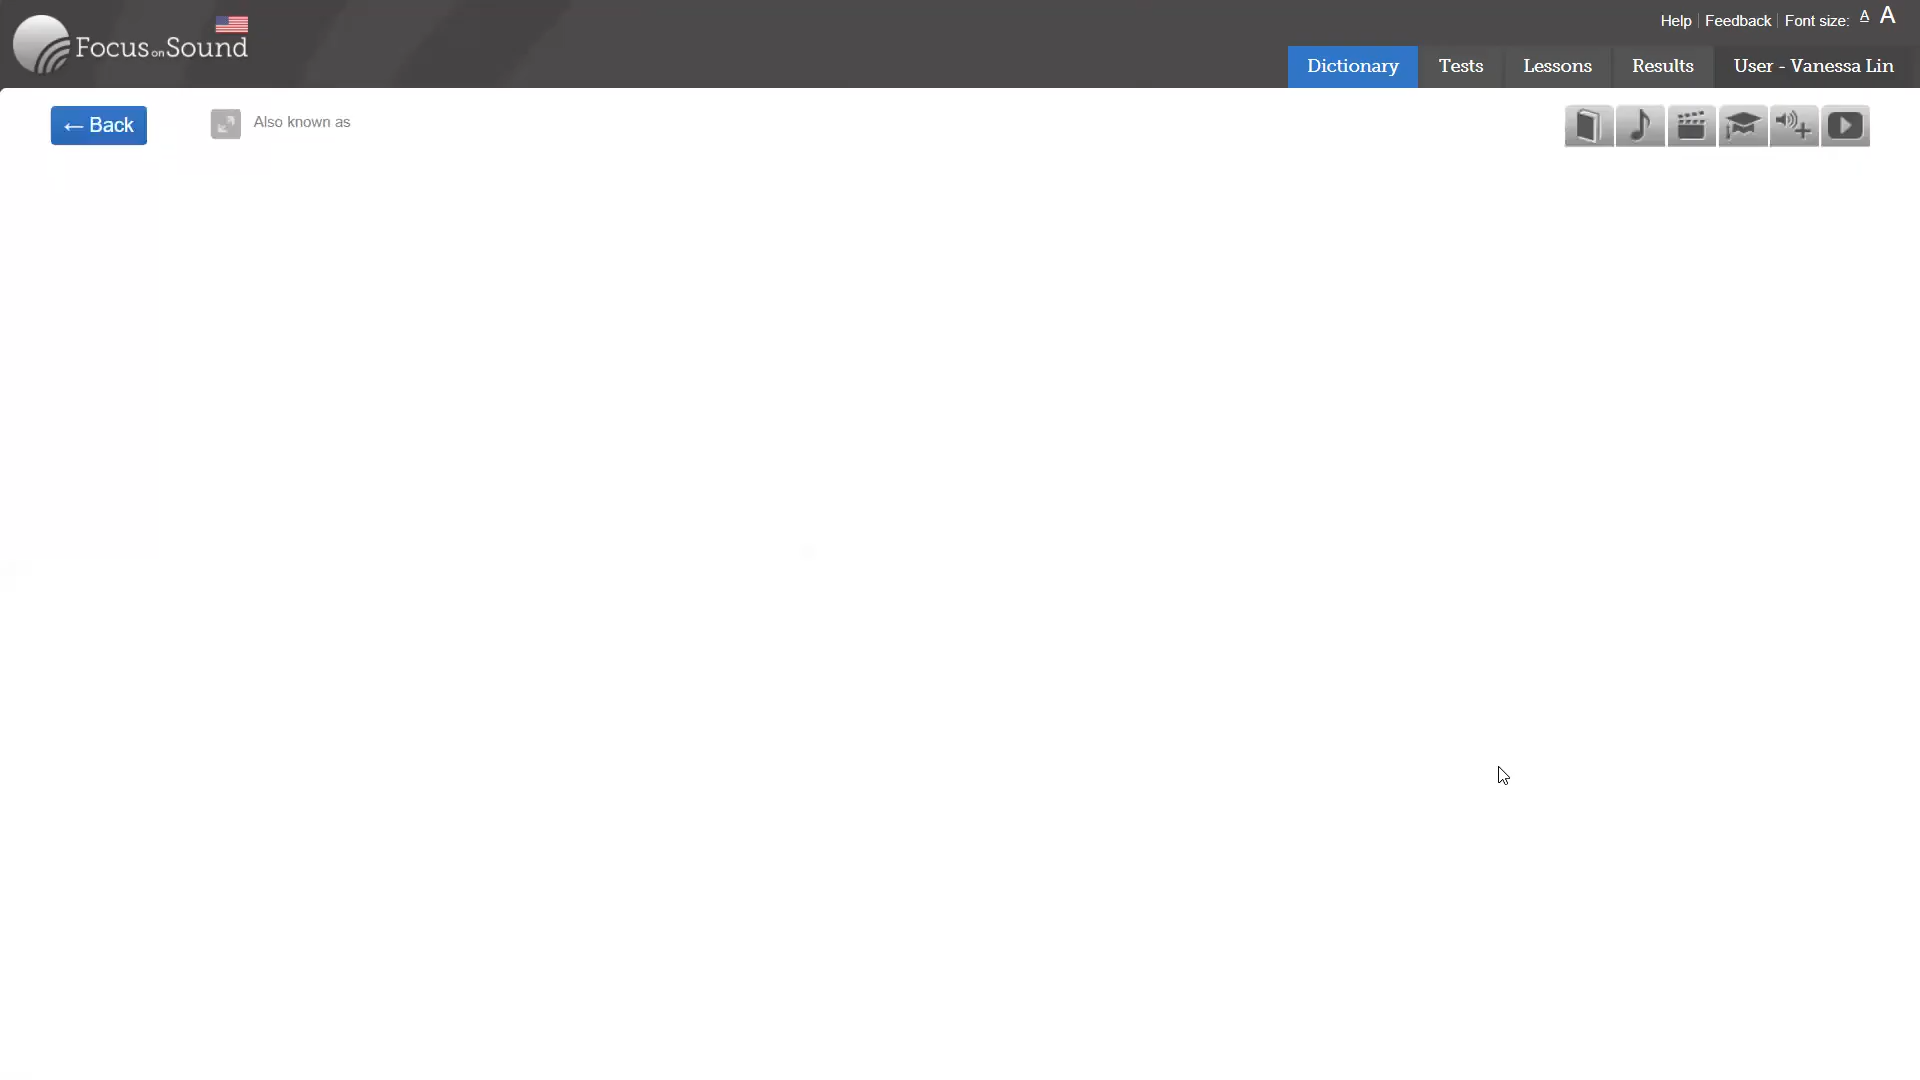 Focus on Sound
Help Feedback Font size: A A
Dictionary Tests Lessons Results User - Vanessa Lin
← Back
Also known as